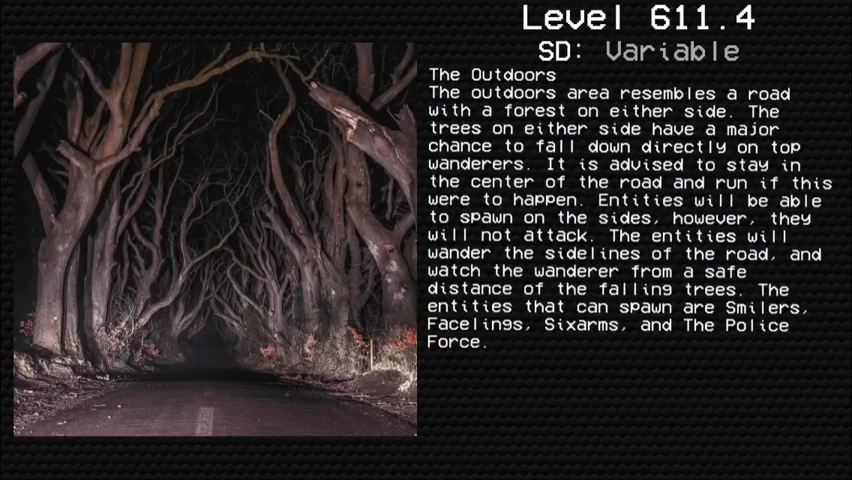 Level 611.4
SD: Variable
The Outdoors
The outdoors area resembles a road
with a forest on either side. The
trees on either side have a major
chance to fall down directly on top
wanderers. It is advised to stay in
the center of the road and run if this
were to happen. Entities will be able
to spawn on the sides, however, they
will not attack. The entities will
wander the sidelines of the road, and
watch the wanderer from a safe
distance of the falling trees. The
entities that can spawn are Smilers,
Facelings, Sixarms, and The Police
Force.